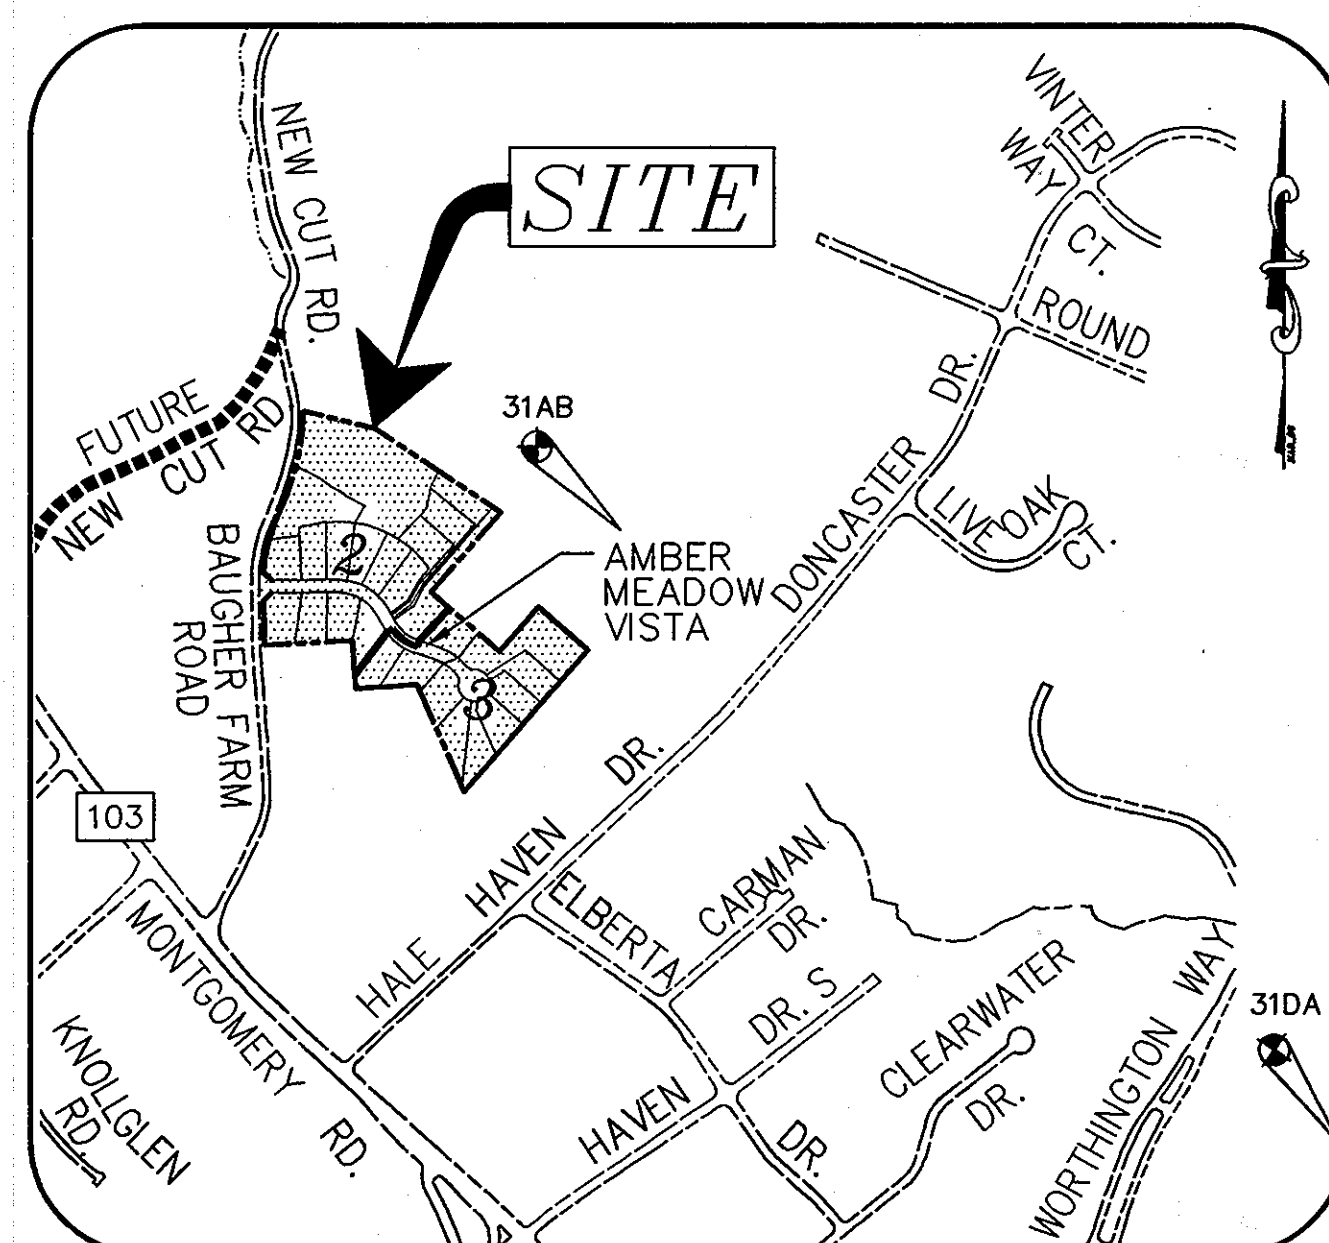 VINTER
WAY
CT.
NEW CUT RD.
SITE
ROUND
DR.
FUTURE
NEW CUT RD
31AB
DONCASTER
LIVE OAK
CT.
AMBER
MEADOW
VISTA
2
3
BAUGHER FARM
ROAD
103
DR.
HAVEN
HALE
ELBERTA
CARMAN
DR.
MONTGOMERY
RD.
DR. S
HAVEN
DR.
CLEARWATER
DR.
WORTHINGTON WAY
31DA
KNOLLGLEN
RD.